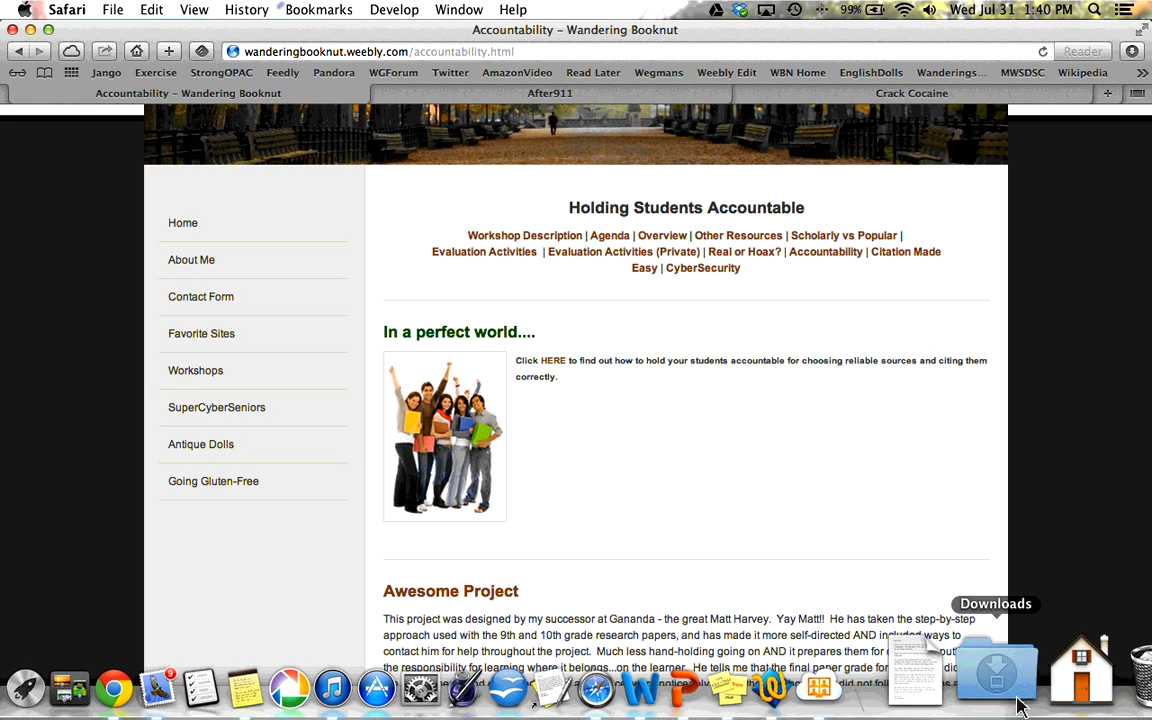 Safari File Edit View History Bookmarks Develop Window Help 99% Wed Jul 31 1:40 PM
Accountability – Wandering Booknut
wanderingbooknut.weebly.com/accountability.html Reader
Jango Exercise StrongOPAC Feedly Pandora WGForum Twitter AmazonVideo Read Later Wegmans Weebly Edit WBN Home EnglishDolls Wanderings... MWSDSC Wikipedia
Accountability – Wandering Booknut After911 Crack Cocaine
Home
About Me
Contact Form
Favorite Sites
Workshops
SuperCyberSeniors
Antique Dolls
Going Gluten-Free
Holding Students Accountable
Workshop Description | Agenda | Overview | Other Resources | Scholarly vs Popular |
Evaluation Activities | Evaluation Activities (Private) | Real or Hoax? | Accountability | Citation Made
Easy | CyberSecurity
In a perfect world....
Click HERE to find out how to hold your students accountable for choosing reliable sources and citing them
correctly.
Awesome Project
This project was designed by my successor at Gananda - the great Matt Harvey. Yay Matt!! He has taken the step-by-step
approach used with the 9th and 10th grade research papers, and has made it more self-directed AND included ways to
contact him for help throughout the project. Much less hand-holding going on AND it prepares them for
the responsibility for learning where it belongs...on the learner. He tells me that the final paper grade for
Downloads
9